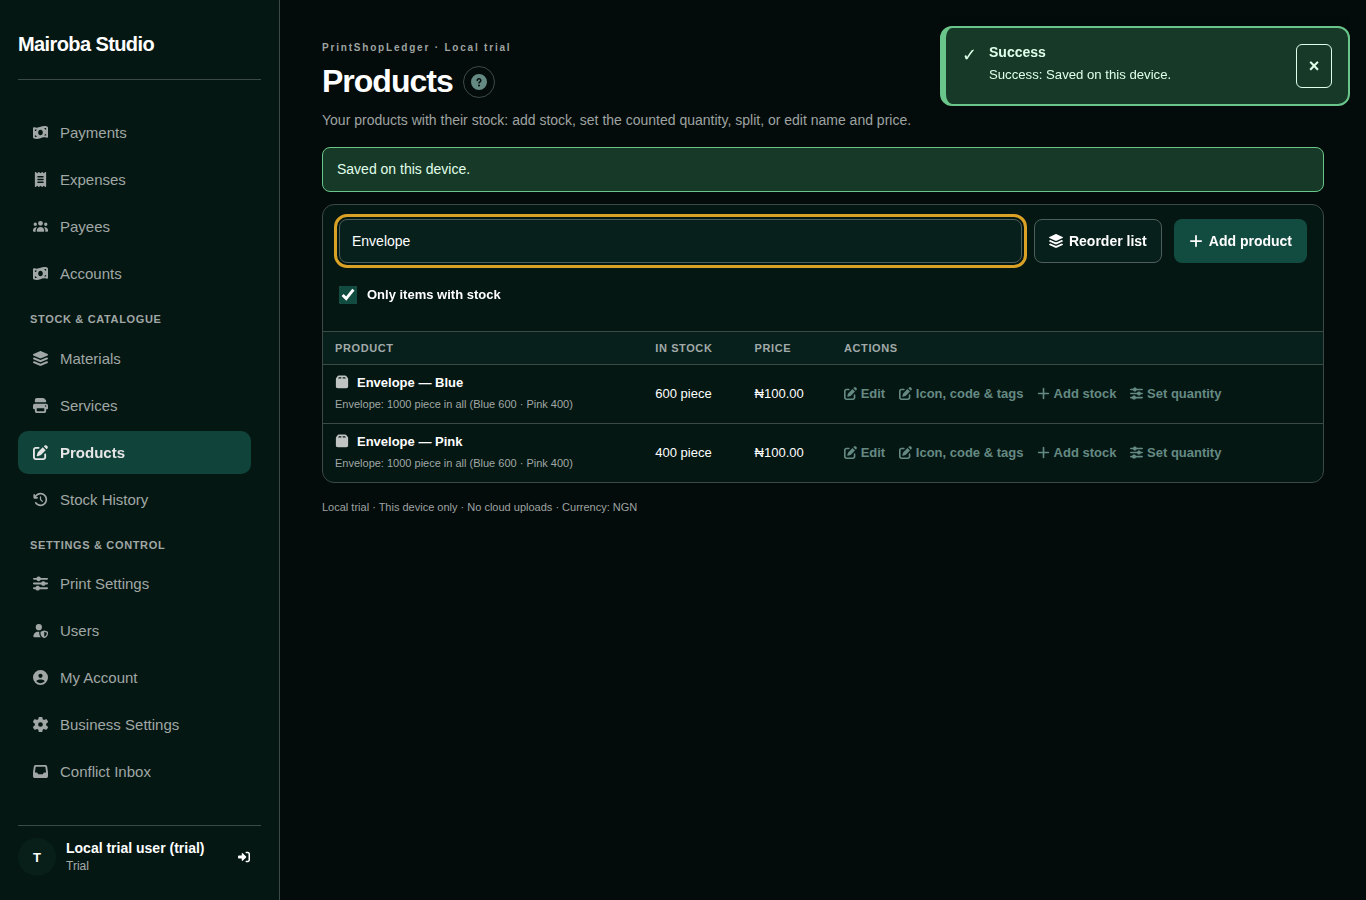 Mairoba Studio
Payments
Expenses
Payees
Accounts
STOCK & CATALOGUE
Materials
Services
Products
Stock History
SETTINGS & CONTROL
Print Settings
Users
My Account
Business Settings
Conflict Inbox
T
Local trial user (trial)
Trial
PrintShopLedger · Local trial
Products ?
Your products with their stock: add stock, set the counted quantity, split, or edit name and price.
✓ Success ×
Success: Saved on this device.
Saved on this device.
Envelope Reorder list + Add product
Only items with stock
PRODUCT IN STOCK PRICE ACTIONS
Envelope — Blue
Envelope: 1000 piece in all (Blue 600 · Pink 400)
600 piece ₦100.00 Edit Icon, code & tags + Add stock Set quantity
Envelope — Pink
Envelope: 1000 piece in all (Blue 600 · Pink 400)
400 piece ₦100.00 Edit Icon, code & tags + Add stock Set quantity
Local trial · This device only · No cloud uploads · Currency: NGN